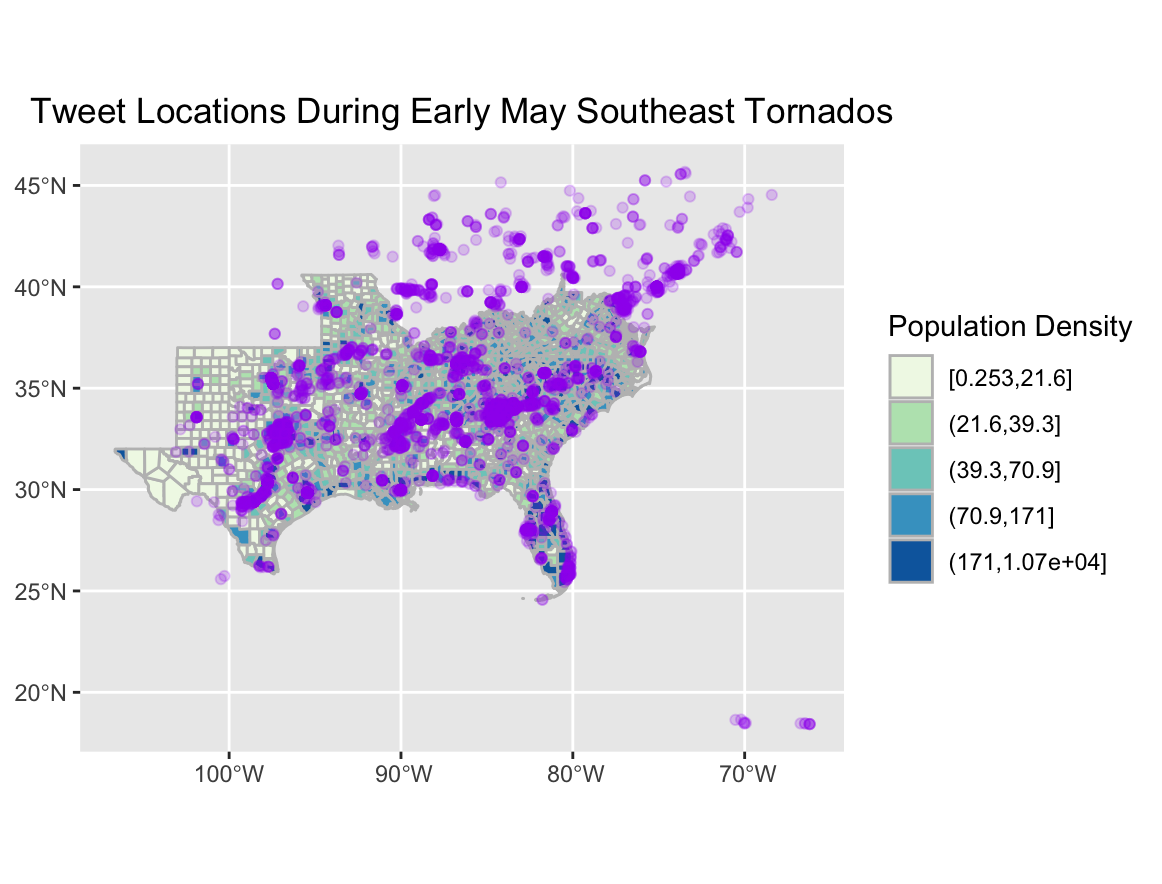 Tweet Locations During Early May Southeast Tornados
45°N
40°N
35°N
30°N
25°N
20°N
100°W
90°W
80°W
70°W
Population Density
[0.253,21.6]
(21.6,39.3]
(39.3,70.9]
(70.9,171]
(171,1.07e+04]